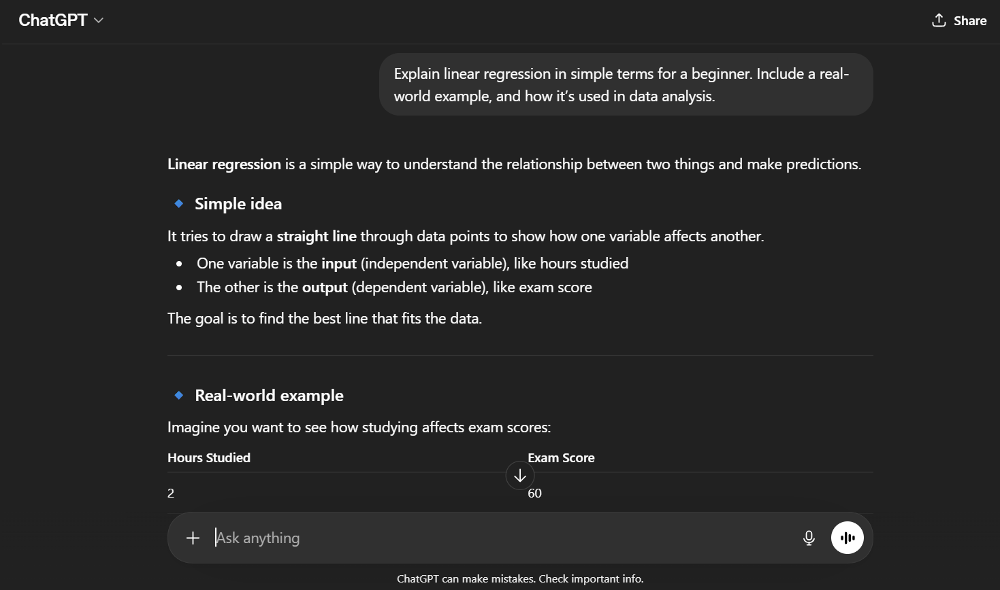 ChatGPT
Share
Explain linear regression in simple terms for a beginner. Include a real-
world example, and how it’s used in data analysis.
Linear regression is a simple way to understand the relationship between two things and make predictions.
Simple idea
It tries to draw a straight line through data points to show how one variable affects another.
• One variable is the input (independent variable), like hours studied
• The other is the output (dependent variable), like exam score
The goal is to find the best line that fits the data.
Real-world example
Imagine you want to see how studying affects exam scores:
Hours Studied Exam Score
2 60
Ask anything
ChatGPT can make mistakes. Check important info.